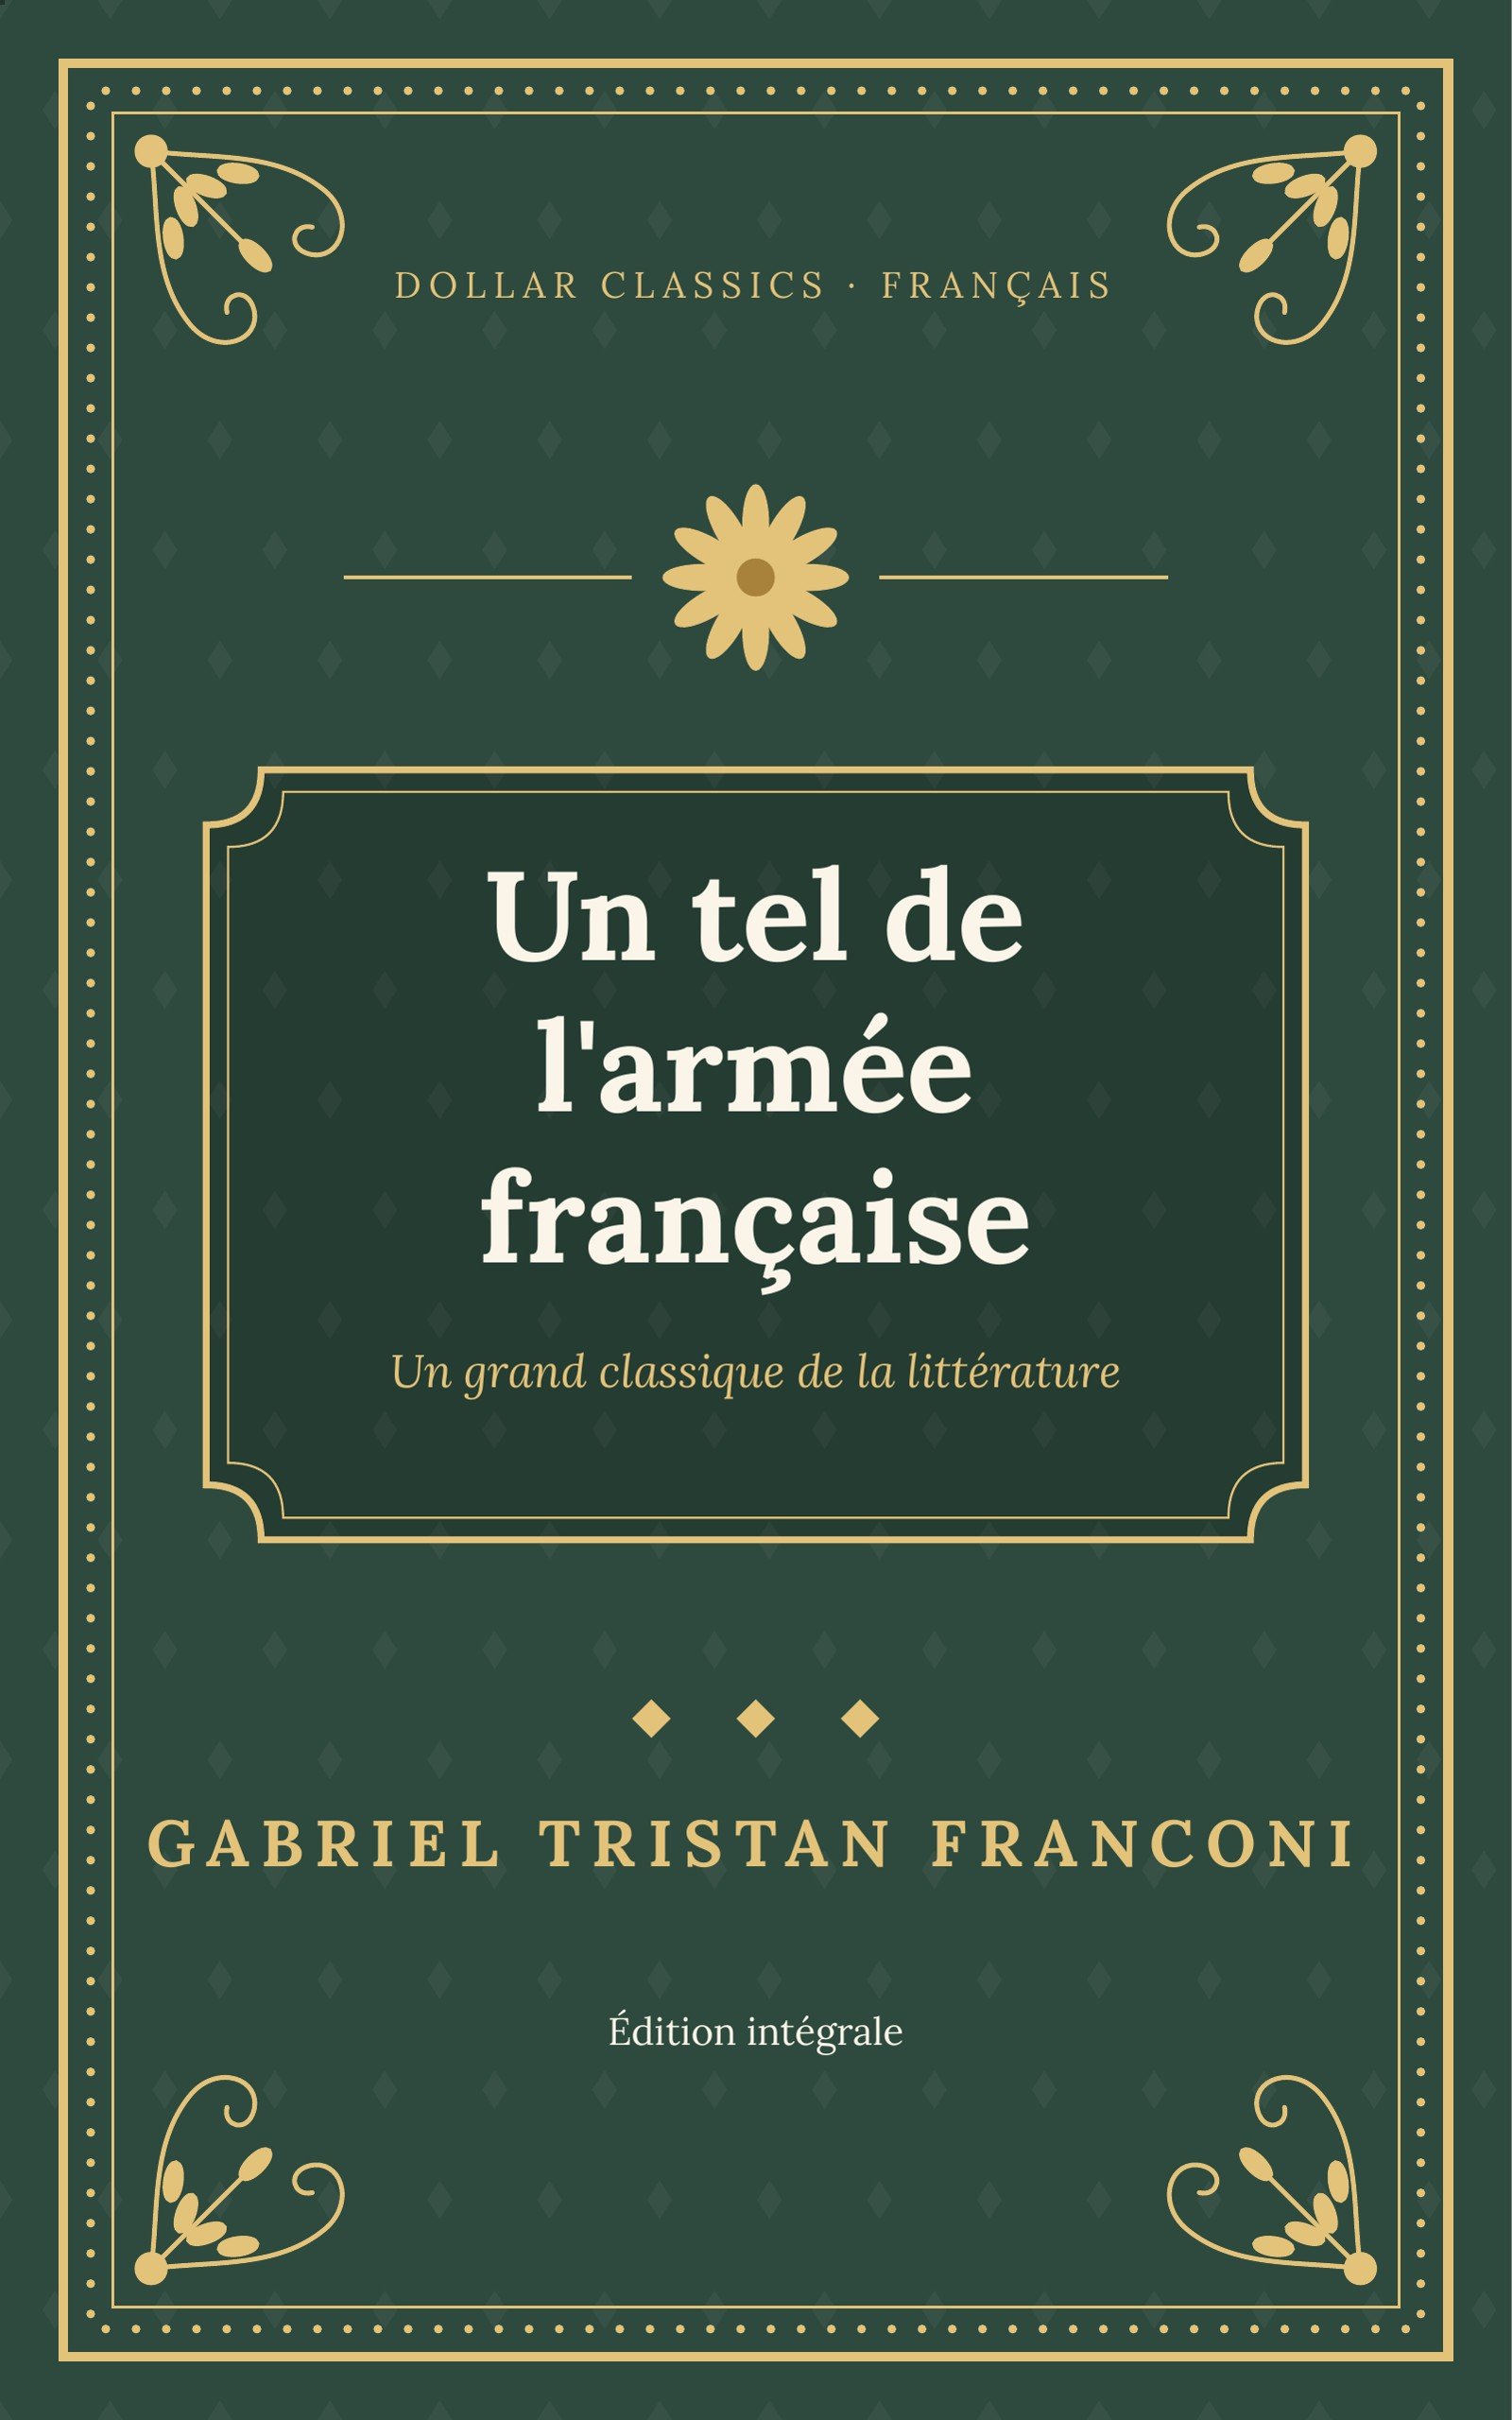 DOLLAR CLASSICS · FRANÇAIS
Un tel de
l'armée
française
Un grand classique de la littérature
GABRIEL TRISTAN FRANCONI
Édition intégrale